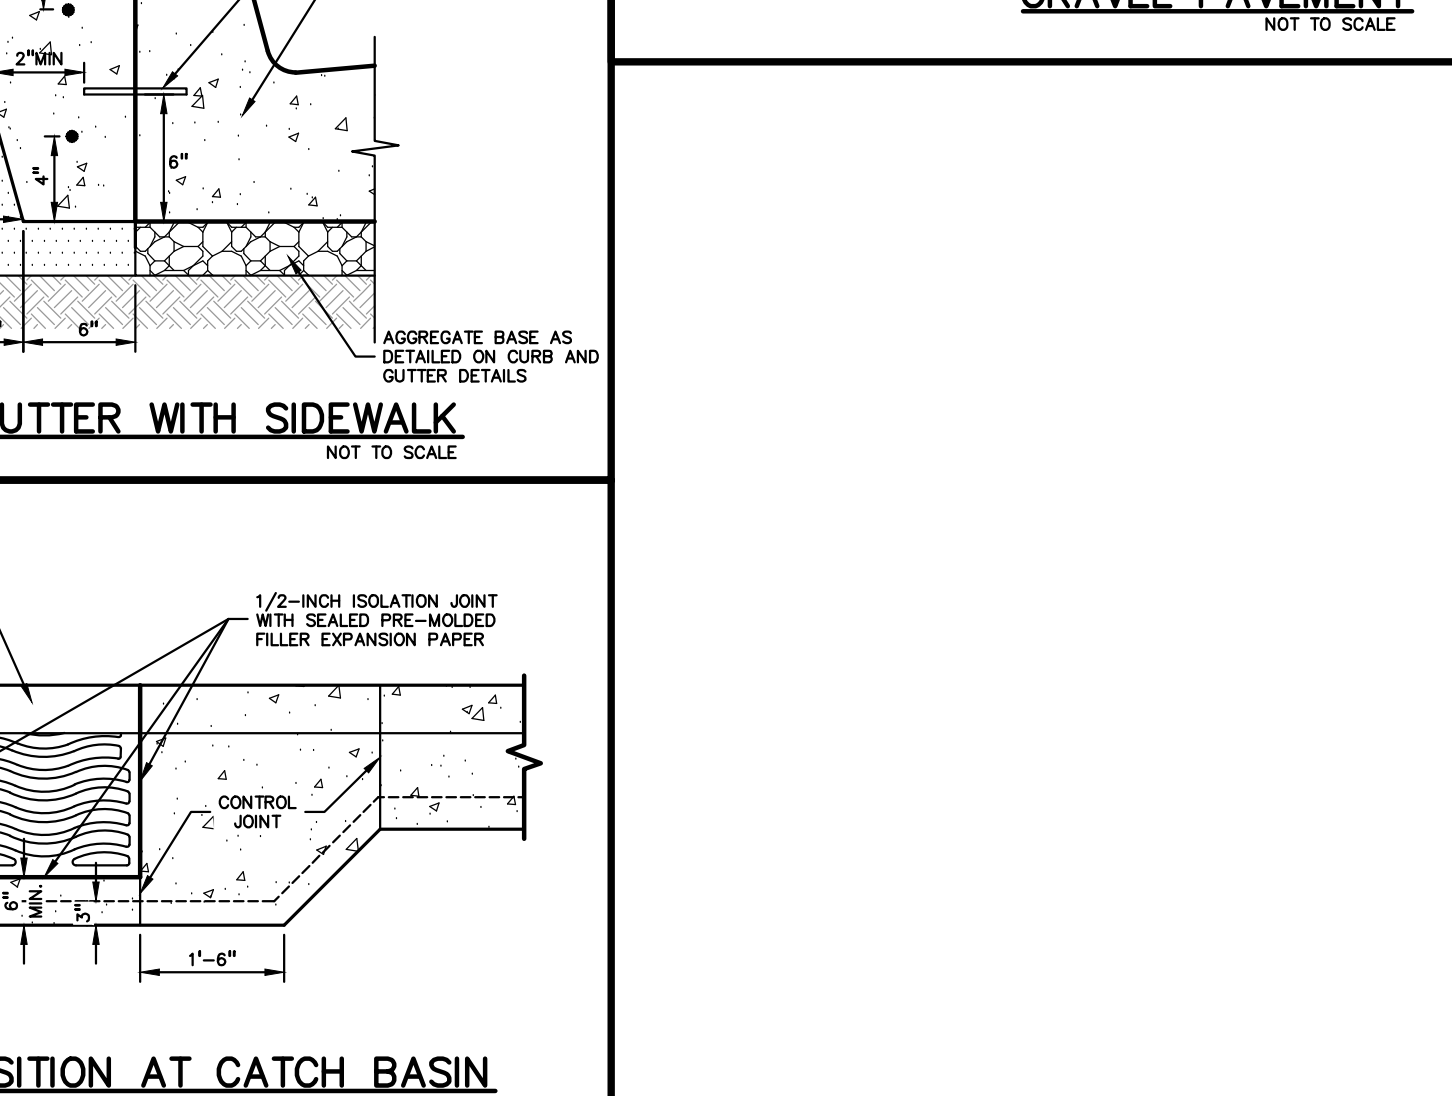 GRAVEL PAVEMENT
NOT TO SCALE
2"MIN
6"
4"
6"
AGGREGATE BASE AS
DETAILED ON CURB AND
GUTTER DETAILS
UTTER WITH SIDEWALK
NOT TO SCALE
1/2-INCH ISOLATION JOINT
WITH SEALED PRE-MOLDED
FILLER EXPANSION PAPER
CONTROL
JOINT
6"
MIN.
3"
1'-6"
SITION AT CATCH BASIN